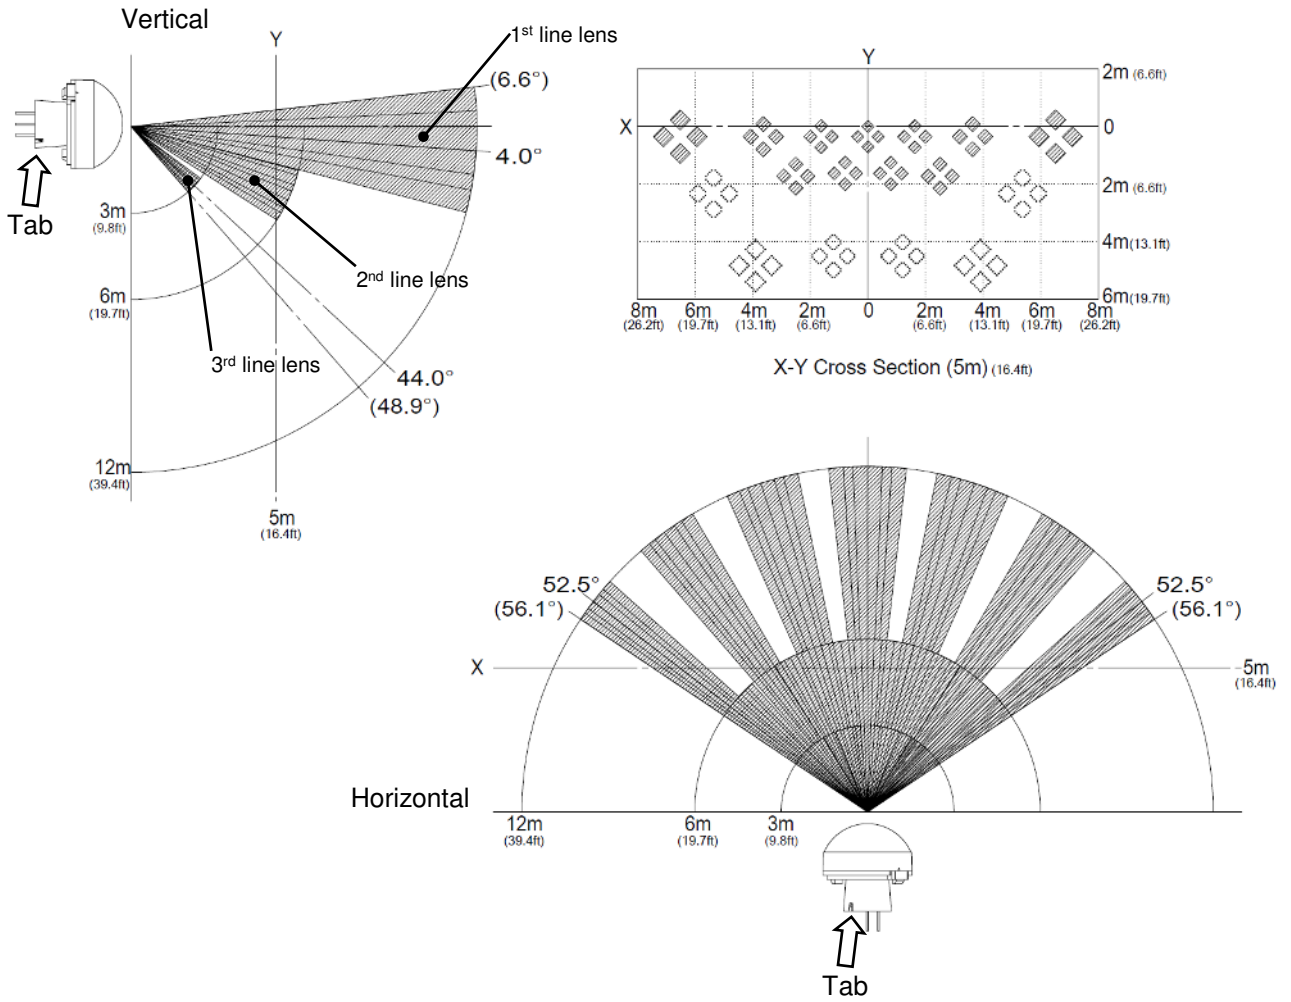 Vertical
Y
1st line lens
(6.6°)
4.0°
Tab
3m
(9.8ft)
2nd line lens
6m
(19.7ft)
3rd line lens
44.0°
(48.9°)
12m
(39.4ft)
5m
(16.4ft)
Y
2m (6.6ft)
X
0
2m (6.6ft)
4m(13.1ft)
6m(19.7ft)
8m 6m 4m 2m 0 2m 4m 6m 8m
(26.2ft) (19.7ft) (13.1ft) (6.6ft) (6.6ft) (13.1ft) (19.7ft) (26.2ft)
X-Y Cross Section (5m) (16.4ft)
52.5° 52.5°
(56.1°) (56.1°)
X
5m
(16.4ft)
Horizontal
12m 6m 3m
(39.4ft) (19.7ft) (9.8ft)
Tab